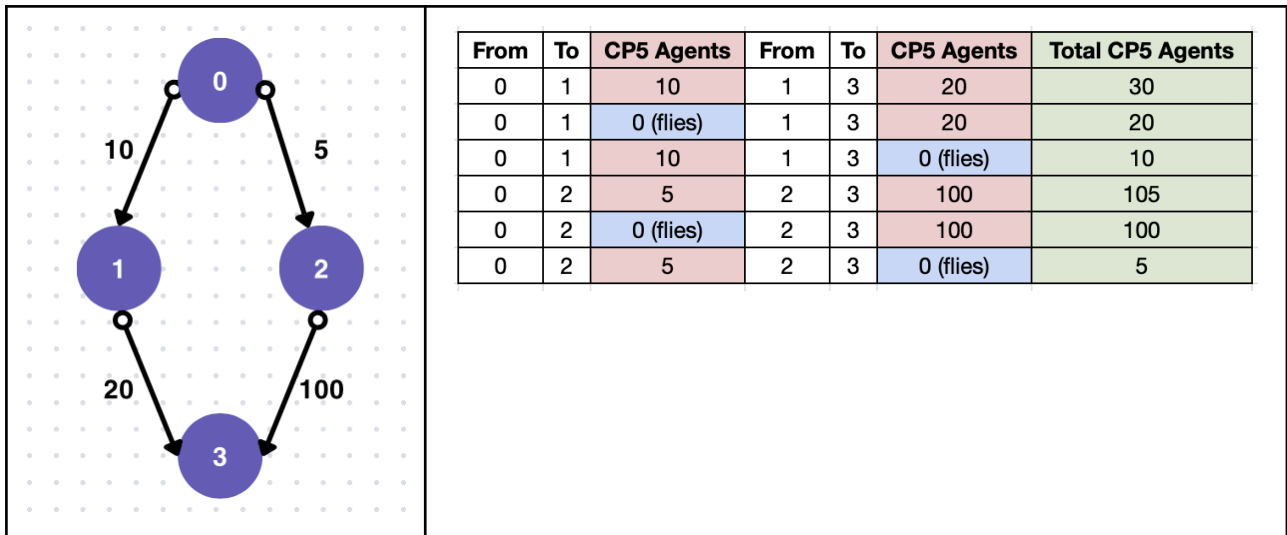 0
10
5
1
2
20
100
3
From To CP5 Agents From To CP5 Agents Total CP5 Agents
0 1 10 1 3 20 30
0 1 0 (flies) 1 3 20 20
0 1 10 1 3 0 (flies) 10
0 2 5 2 3 100 105
0 2 0 (flies) 2 3 100 100
0 2 5 2 3 0 (flies) 5